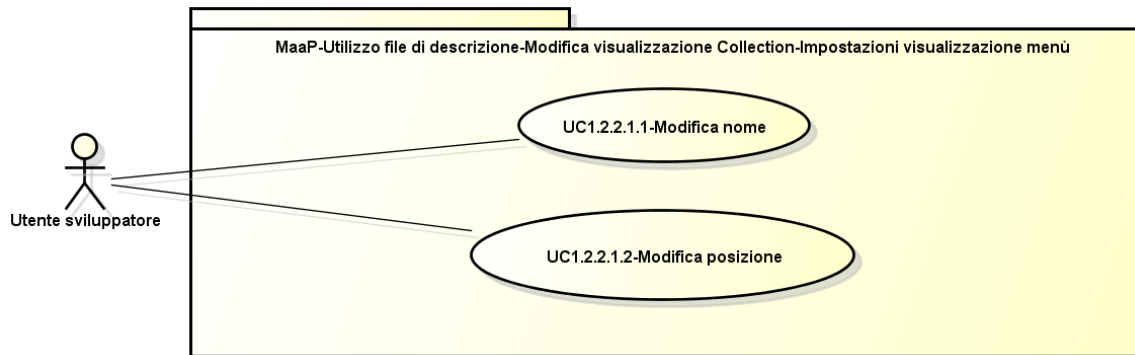 MaaP-Utilizzo file di descrizione-Modifica visualizzazione Collection-Impostazioni visualizzazione menù
UC1.2.2.1.1-Modifica nome
Utente sviluppatore
UC1.2.2.1.2-Modifica posizione